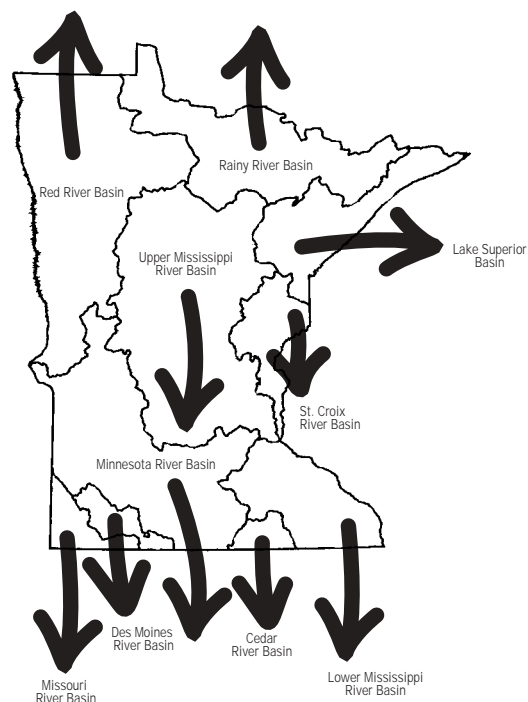 Rainy River Basin
Red River Basin
Lake Superior
Basin
Upper Mississippi
River Basin
St. Croix
River Basin
Minnesota River Basin
Des Moines
River Basin
Cedar
River Basin
Lower Mississippi
River Basin
Missouri
River Basin